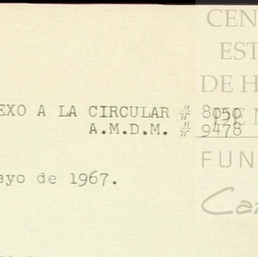 CEN
EST
EXO A LA CIRCULAR # 8050
DE H
A.M.D.M. # 9478
FUN
ayo de 1967.
Ca